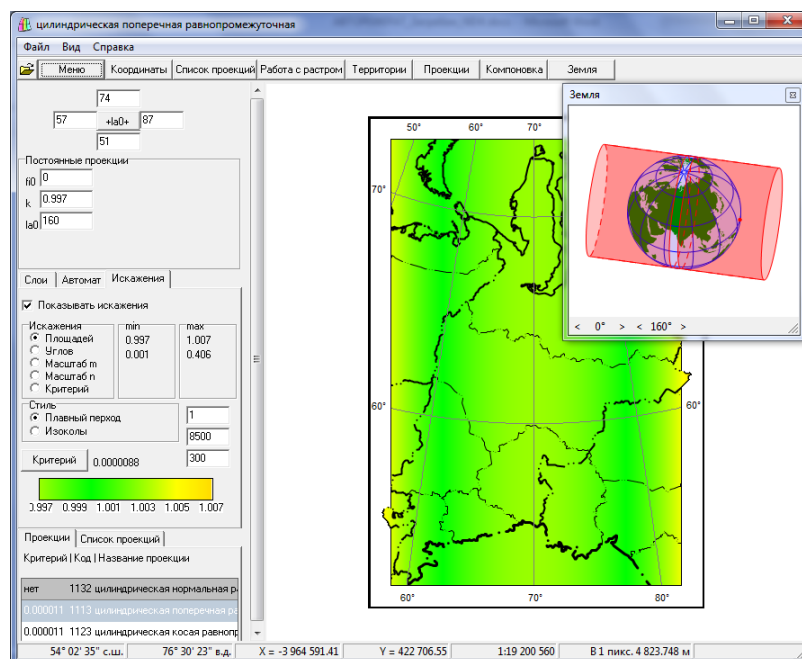 цилиндрическая поперечная равнопромежуточная
Файл Вид Справка
Меню Координаты Список проекций Работа с растром Территории Проекции Компоновка Земля
74
57 +la0+ 87
51
Постоянные проекции
fi0 0
k 0.997
la0 160
Слои Автомат Искажения
Показывать искажения
Искажения min max
Площадей 0.997 1.007
Углов 0.001 0.406
Масштаб m
Масштаб n
Критерий
Стиль
Плавный перход 1
Изоколы 8500
Критерий 0.0000088 300
0.997 0.999 1.001 1.003 1.005 1.007
Проекции Список проекций
Критерий | Код | Название проекции
нет 1132 цилиндрическая нормальная ра
0.000011 1113 цилиндрическая поперечная ра
0.000011 1123 цилиндрическая косая равнопр
50° 60° 70°
70°
60° 60°
60° 70° 80°
Земля
< 0° > < 160° >
54° 02' 35" с.ш. 76° 30' 23" в.д. X = -3 964 591.41 Y = 422 706.55 1:19 200 560 В 1 пикс. 4 823.748 м